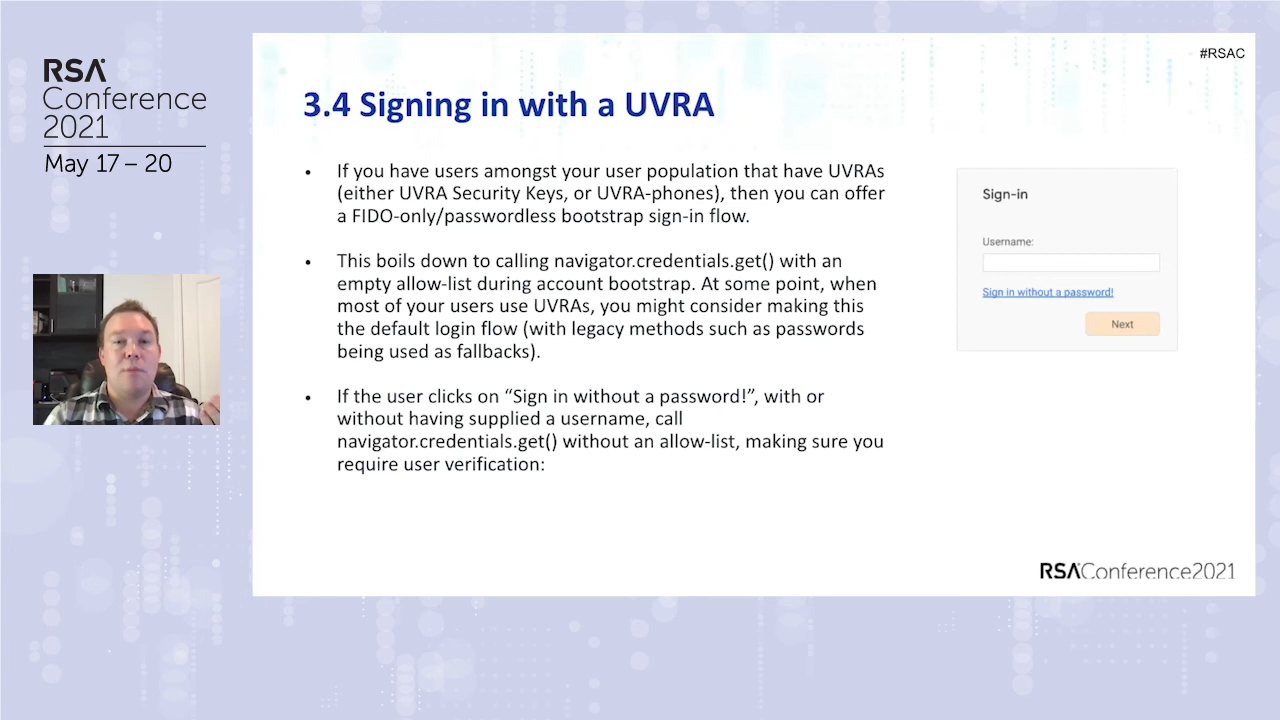 RSA
Conference
2021
May 17 – 20
#RSAC
3.4 Signing in with a UVRA
• If you have users amongst your user population that have UVRAs
(either UVRA Security Keys, or UVRA-phones), then you can offer
a FIDO-only/passwordless bootstrap sign-in flow.
• This boils down to calling navigator.credentials.get() with an
empty allow-list during account bootstrap. At some point, when
most of your users use UVRAs, you might consider making this
the default login flow (with legacy methods such as passwords
being used as fallbacks).
• If the user clicks on “Sign in without a password!”, with or
without having supplied a username, call
navigator.credentials.get() without an allow-list, making sure you
require user verification:
Sign-in
Username:
Sign in without a password!
Next
RSAConference2021